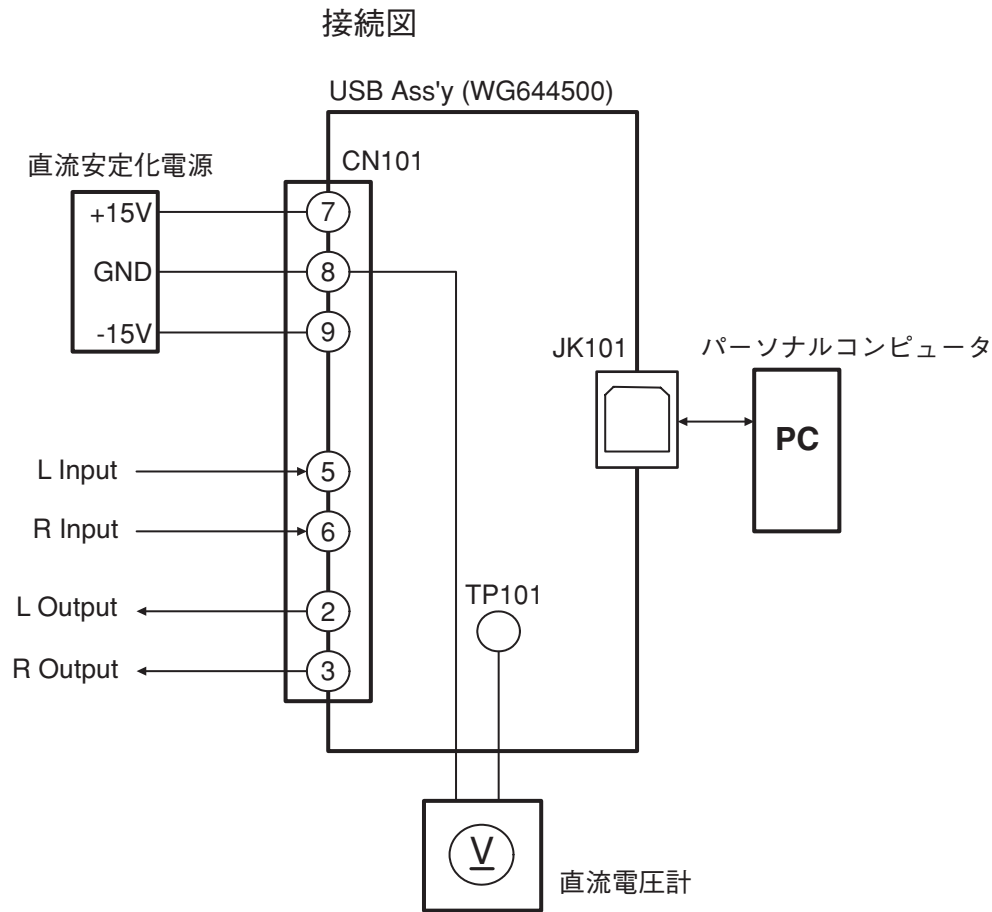 接続図
USB Ass'y (WG644500)
CN101
直流安定化電源
+15V
7
GND
8
-15V
9
JK101
パーソナルコンピュータ
PC
L Input
5
R Input
6
L Output
2
R Output
3
TP101
V
直流電圧計